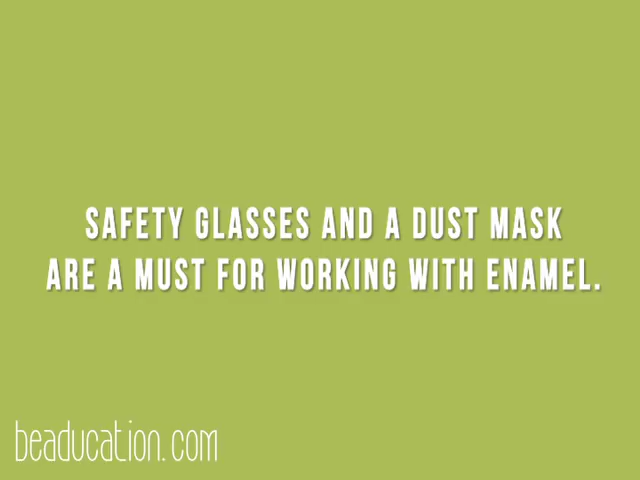 SAFETY GLASSES AND A DUST MASK
ARE A MUST FOR WORKING WITH ENAMEL.
beaducation.com